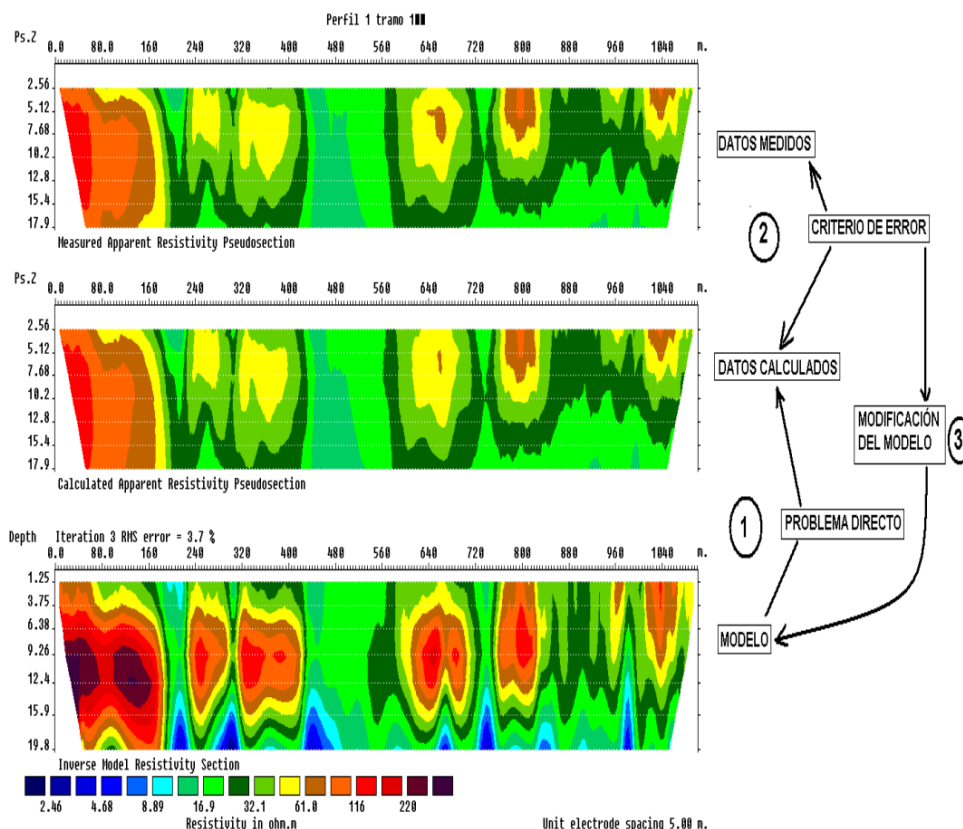 Perfil 1 tramo 1
Ps.Z 0.0 80.0 160 240 320 400 480 560 640 720 800 880 960 1040 m.
2.56
5.12
7.68
10.2
12.8
15.4
17.9
Measured Apparent Resistivity Pseudosection
Ps.Z 0.0 80.0 160 240 320 400 480 560 640 720 800 880 960 1040 m.
2.56
5.12
7.68
10.2
12.8
15.4
17.9
Calculated Apparent Resistivity Pseudosection
Depth Iteration 3 RMS error = 3.7 %
0.0 80.0 160 240 320 400 480 560 640 720 800 880 960 1040 m.
1.25
3.75
6.38
9.26
12.4
15.9
19.8
Inverse Model Resistivity Section
2.46 4.68 8.89 16.9 32.1 61.8 116 228
Resistivity in ohm.m
Unit electrode spacing 5.00 m.
DATOS MEDIDOS
2
CRITERIO DE ERROR
DATOS CALCULADOS
MODIFICACIÓN
DEL MODELO
3
1
PROBLEMA DIRECTO
MODELO